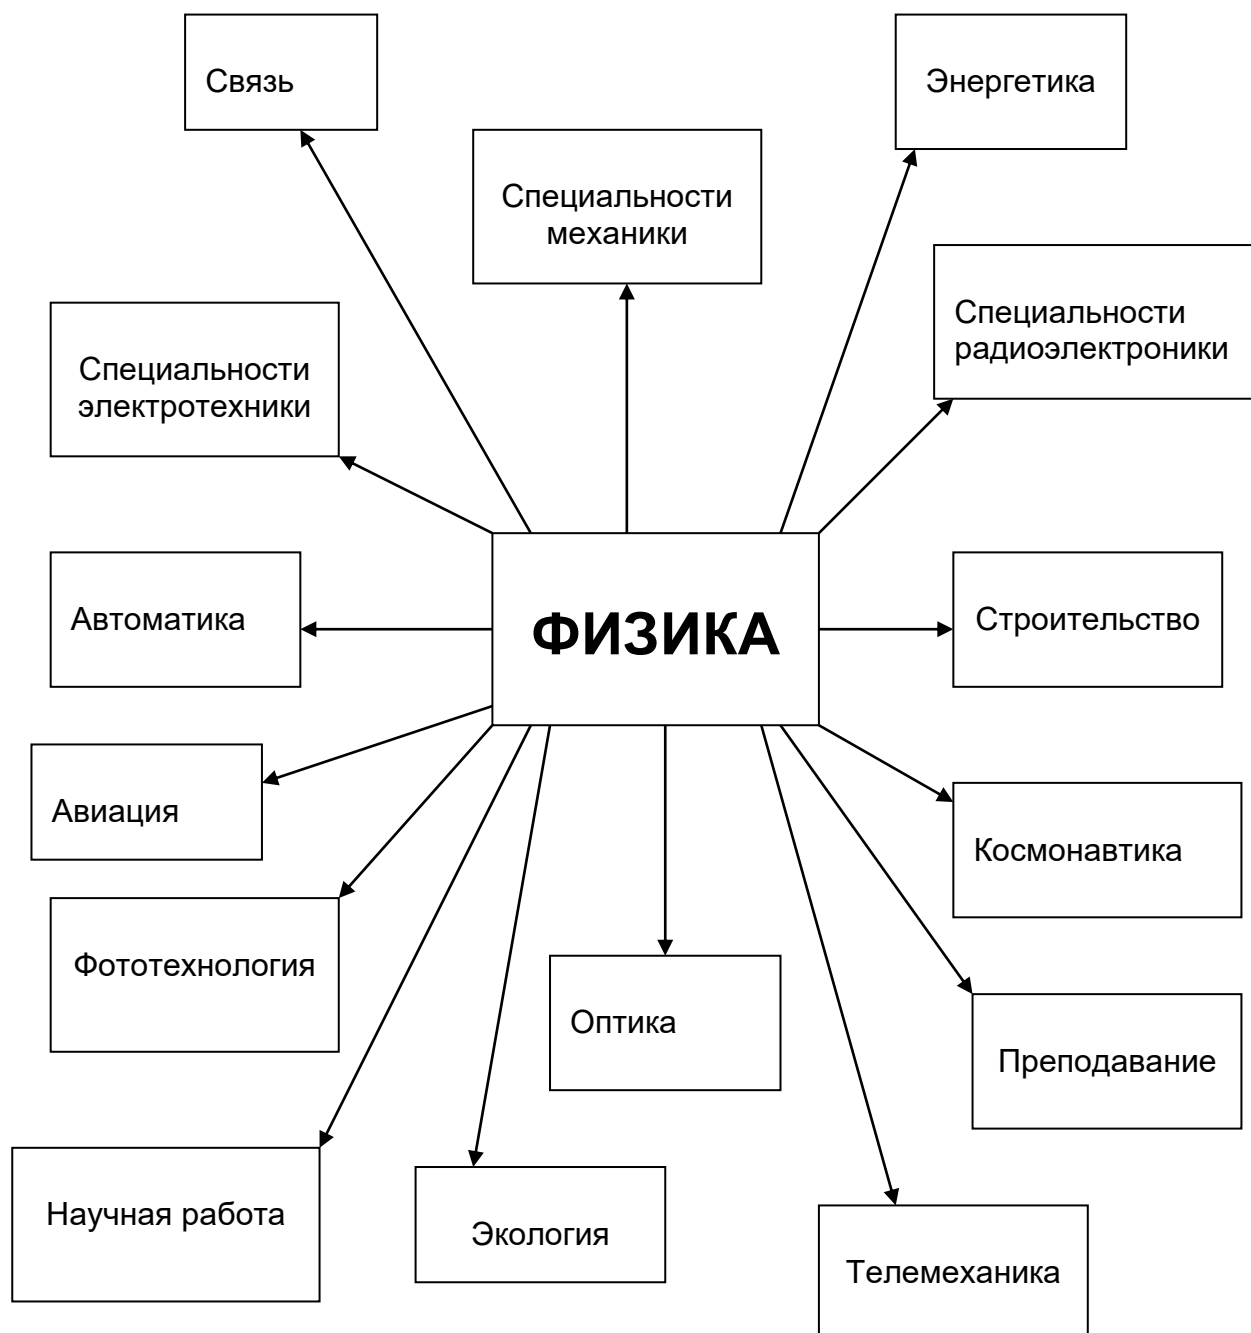 Связь
Энергетика
Специальности
механики
Специальности
радиоэлектроники
Специальности
электротехники
Автоматика
ФИЗИКА
Строительство
Авиация
Космонавтика
Фототехнология
Оптика
Преподавание
Научная работа
Экология
Телемеханика